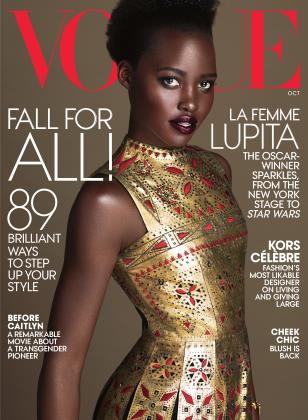 VOGUE
OCT
FALL FOR
ALL!
89
BRILLIANT
WAYS
TO STEP
UP YOUR
STYLE
BEFORE
CAITLYN
A REMARKABLE
MOVIE ABOUT
A TRANSGENDER
PIONEER
LA FEMME
LUPITA
THE OSCAR-
WINNER
SPARKLES,
FROM THE
NEW YORK
STAGE TO
STAR WARS
KORS
CÉLÈBRE
FASHION'S
MOST LIKABLE
DESIGNER
ON LIVING
AND GIVING
LARGE
CHEEK
CHIC
BLUSH IS
BACK